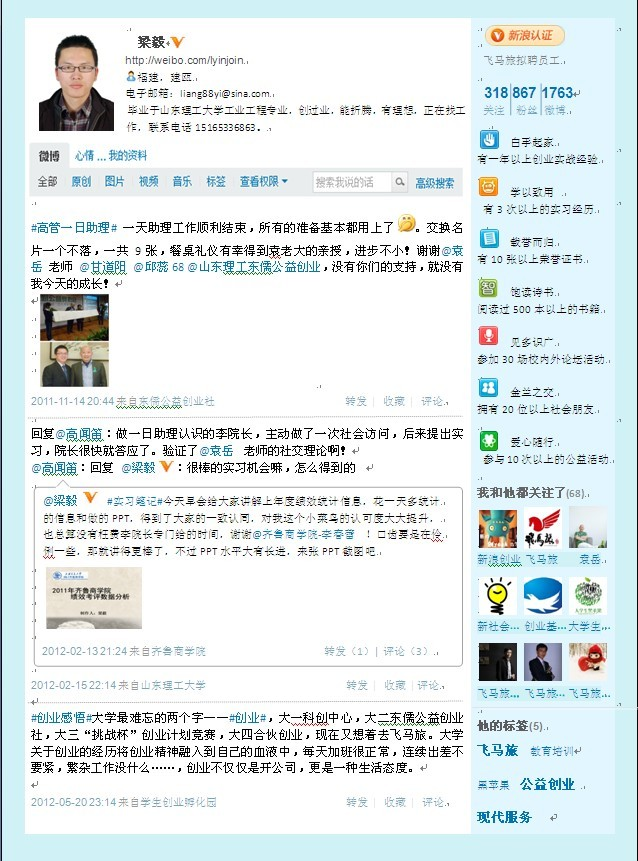 梁毅
http://weibo.com/lyinjoin
福建，建瓯
电子邮箱：liang88yi@sina.com
毕业于山东理工大学工业工程专业，创过业，能折腾，有理想，正在找工
作，联系电话 15165336863。
微博 心情 ... 我的资料
全部 原创 图片 视频 音乐 标签 查看权限 搜索我说的话 高级搜索
#高管一日助理# 一天助理工作顺利结束，所有的准备基本都用上了。交换名
片一个不落，一共 9 张，餐桌礼仪有幸得到袁老大的亲授，进步不小！谢谢@袁
岳 老师 @甘道阳 @邱蕊 68 @山东理工东儒公益创业，没有你们的支持，就没有
我今天的成长！
2011-11-14 20:44 来自东儒公益创业社 转发 收藏 评论
回复@高闻笛：做一日助理认识的李院长，主动做了一次社会访问，后来提出实
习，院长很快就答应了。验证了@袁岳 老师的社交理论啊！
@高闻笛：回复 @梁毅：很棒的实习机会嘛，怎么得到的
@梁毅 #实习笔记#今天早会给大家讲解上年度绩效统计信息，花一天多统计
的信息和做的 PPT，得到了大家的一致认同，对我这个小菜鸟的认可度大大提升，
也总算没有枉费李院长专门给的时间，谢谢@齐鲁商学院-李春蕾 ！口齿要是在伶
俐一些，那就讲得更棒了，不过 PPT 水平大有长进，来张 PPT 截图吧
2011年齐鲁商学院
绩效考评数据分析
2012-02-13 21:24 来自齐鲁商学院 转发（1）| 评论（3）
2012-02-15 22:14 来自山东理工大学 转发 收藏 评论
#创业感悟#大学最难忘的两个字——#创业#，大一科创中心，大二东儒公益创业
社，大三“挑战杯”创业计划竞赛，大四合伙创业，现在又想着去飞马旅。大学
关于创业的经历将创业精神融入到自己的血液中，每天加班很正常，连续出差不
要紧，繁杂工作没什么……，创业不仅仅是开公司，更是一种生活态度。
2012-05-20 23:14 来自学生创业孵化园 转发 收藏 评论
新浪认证
飞马旅拟聘员工
318 867 1763
关注 粉丝 微博
白手起家
有一年以上创业实战经验
学以致用
有 3 次以上的实习经历
载誉而归
有 10 张以上荣誉证书
饱读诗书
阅读过 500 本以上的书籍
见多识广
参加 30 场校内外论坛活动
金兰之交
拥有 20 位以上社会朋友
爱心随行
参与 10 次以上的公益活动
我和他都关注了(68)
新浪创业 飞马旅 袁岳
新社会... 创业基... 大学生...
飞马旅... 飞马旅... 飞马旅...
他的标签(5)
飞马旅 教育培训
黑苹果 公益创业
现代服务